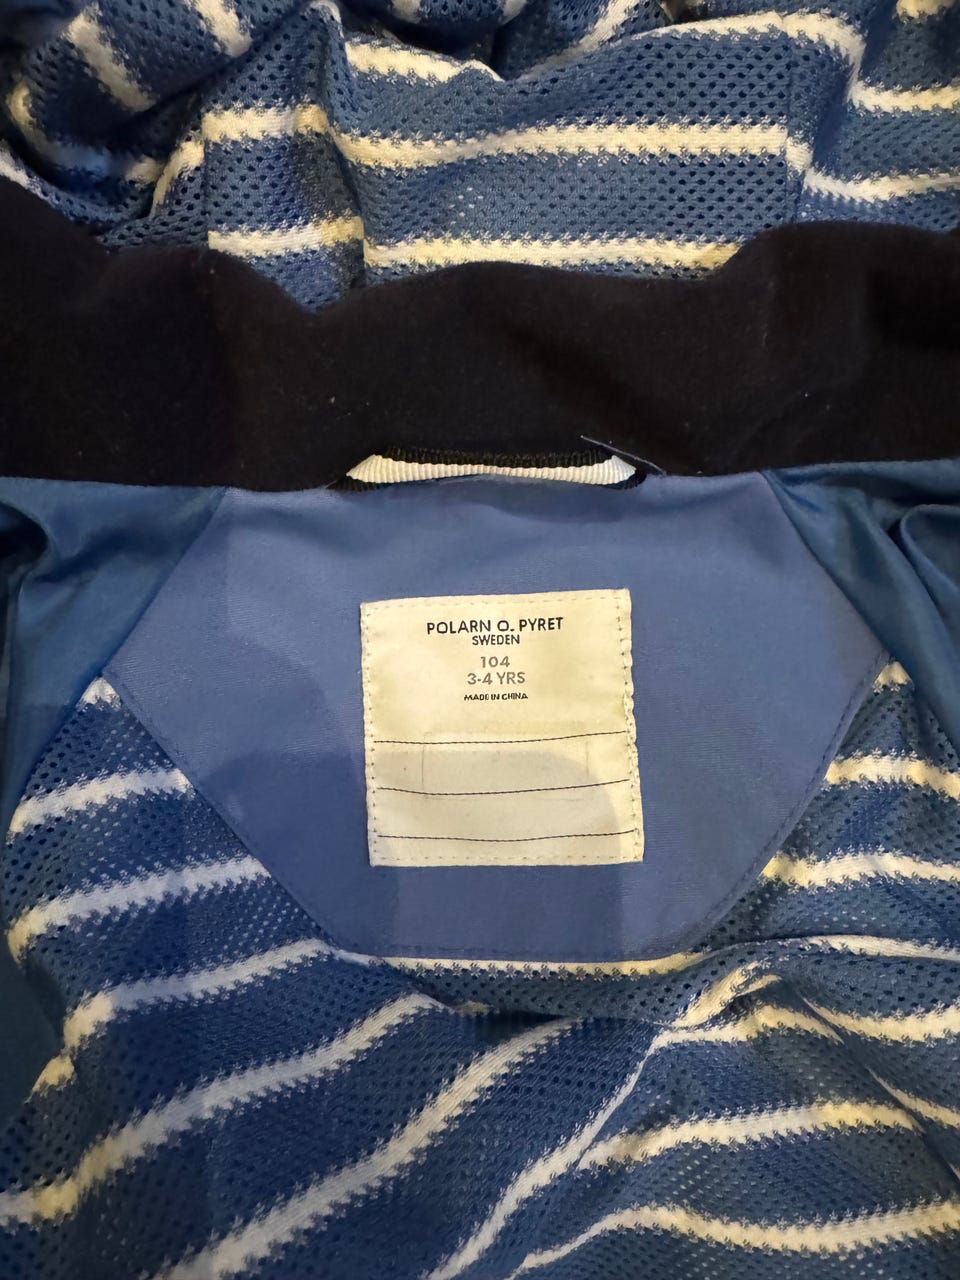 POLARN O. PYRET
SWEDEN
104
3-4 YRS
MADE IN CHINA